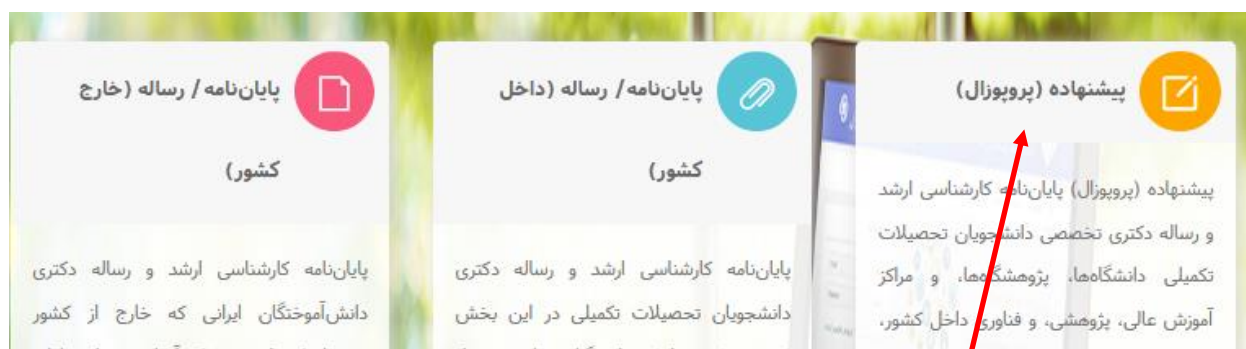 پیشنهاده (پروپوزال)
پیشنهاده (پروپوزال) پایان‌نامه کارشناسی ارشد
و رساله دکتری تخصصی دانشجویان تحصیلات
تکمیلی دانشگاه‌ها، پژوهشگاه‌ها، و مراکز
آموزش عالی، پژوهشی، و فناوری داخل کشور،
پایان‌نامه/ رساله (داخل
کشور)
پایان‌نامه کارشناسی ارشد و رساله دکتری
دانشجویان تحصیلات تکمیلی در این بخش
پایان‌نامه / رساله (خارج
کشور)
پایان‌نامه کارشناسی ارشد و رساله دکتری
دانش‌آموختگان ایرانی که خارج از کشور